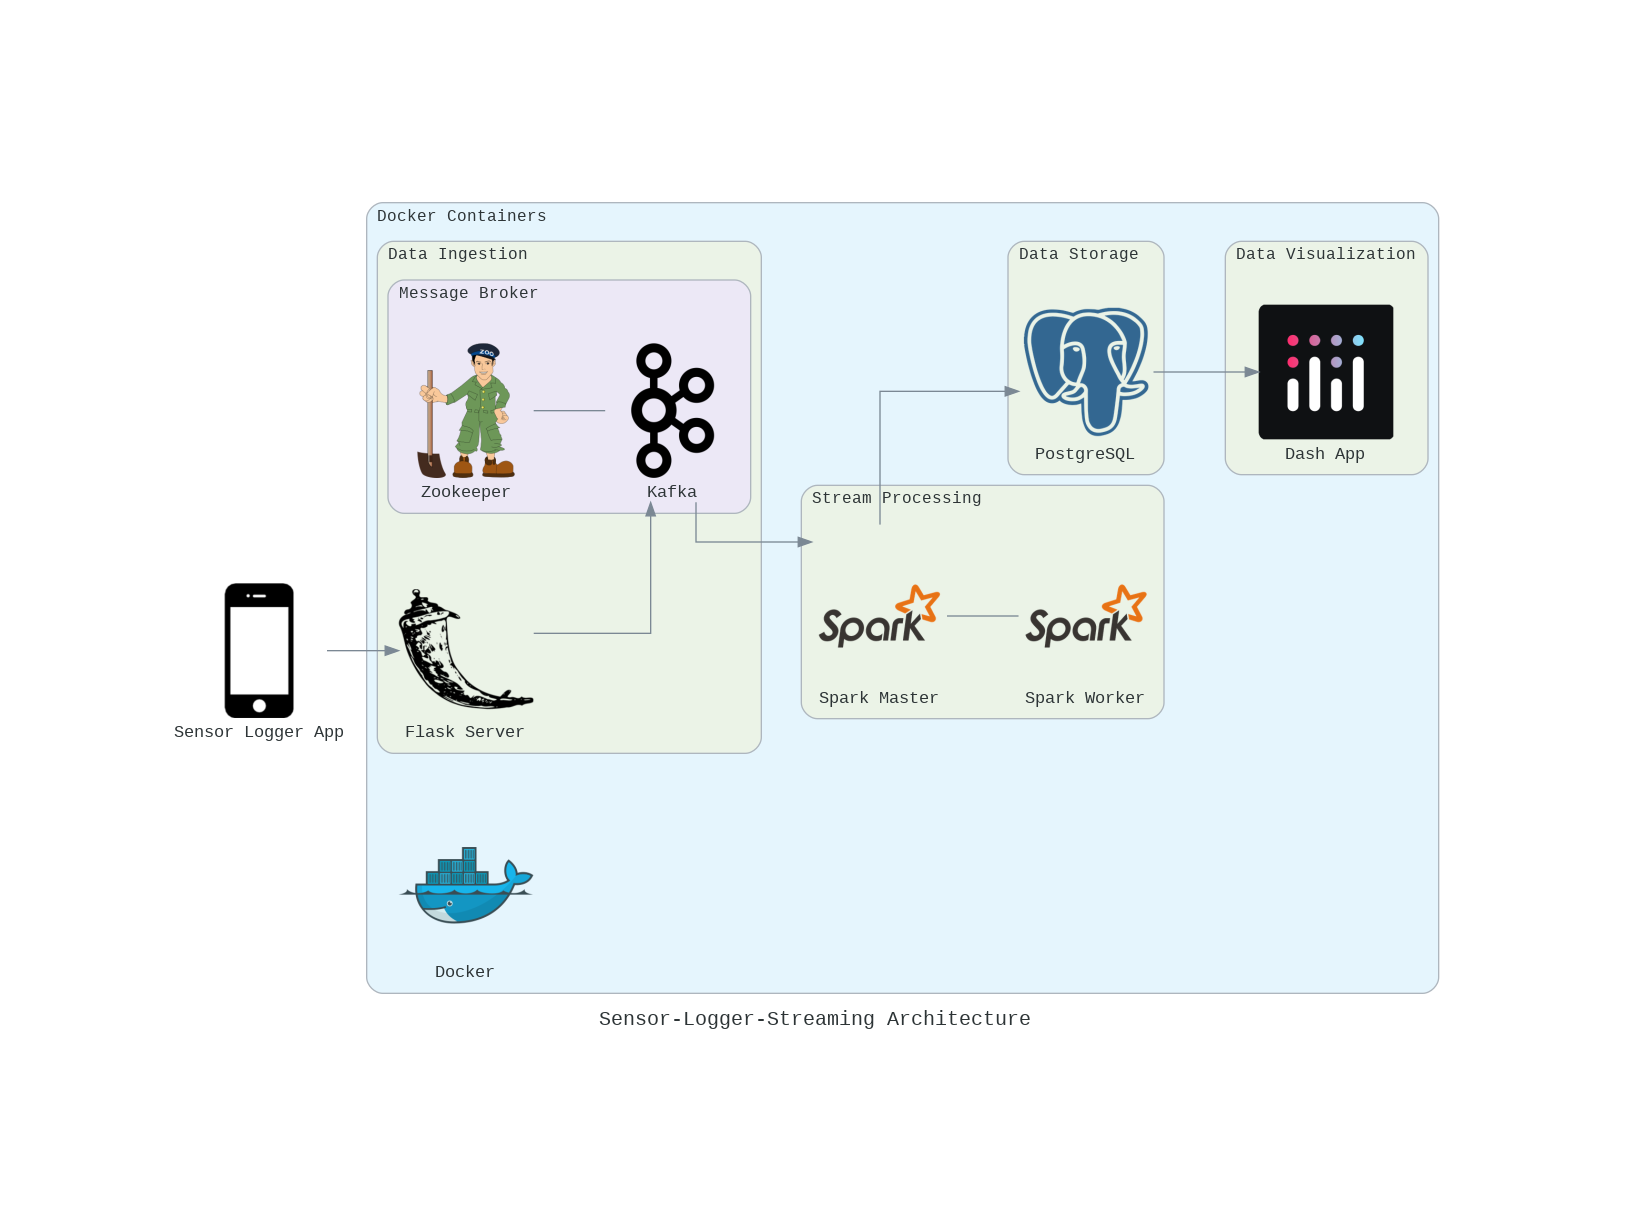 Docker Containers
Data Ingestion
Message Broker
ZOO
Zookeeper
Kafka
Data Storage
PostgreSQL
Data Visualization
Dash App
Stream Processing
Spark
Spark
Spark Master
Spark Worker
Sensor Logger App
Flask Server
Docker
Sensor-Logger-Streaming Architecture